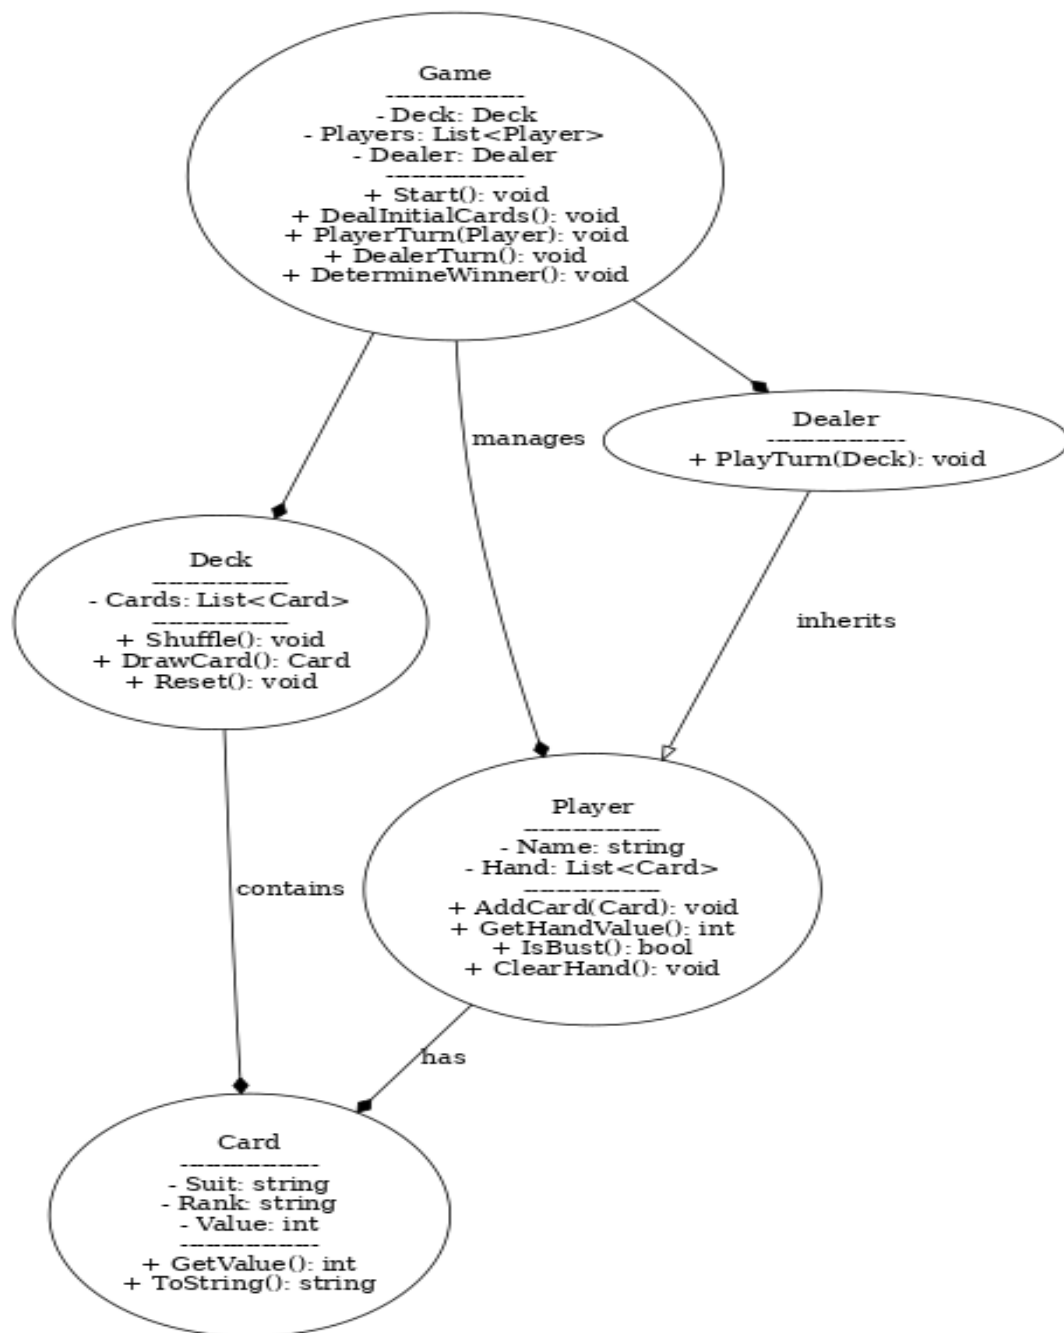 Game
--------------------
- Deck: Deck
- Players: List<Player>
- Dealer: Dealer
--------------------
+ Start(): void
+ DealInitialCards(): void
+ PlayerTurn(Player): void
+ DealerTurn(): void
+ DetermineWinner(): void
manages
Dealer
--------------------
+ PlayTurn(Deck): void
Deck
--------------------
- Cards: List<Card>
--------------------
+ Shuffle(): void
+ DrawCard(): Card
+ Reset(): void
inherits
Player
--------------------
- Name: string
- Hand: List<Card>
--------------------
+ AddCard(Card): void
+ GetHandValue(): int
+ IsBust(): bool
+ ClearHand(): void
contains
has
Card
--------------------
- Suit: string
- Rank: string
- Value: int
--------------------
+ GetValue(): int
+ ToString(): string